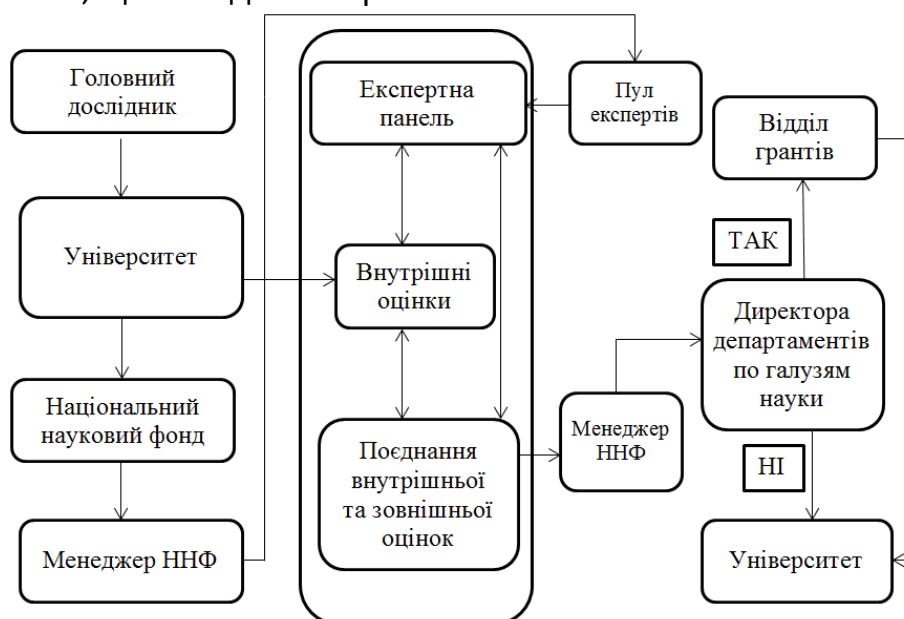 Головний
дослідник
Університет
Національний
науковий фонд
Менеджер ННФ
Експертна
панель
Внутрішні
оцінки
Поєднання
внутрішньої
та зовнішньої
оцінок
Пул
експертів
Менеджер
ННФ
Відділ
грантів
ТАК
Директора
департаментів
по галузям
науки
НІ
Університет